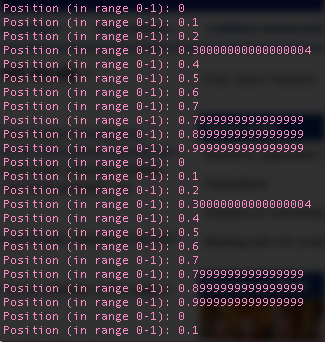 Position (in range 0-1): 0
Position (in range 0-1): 0.1
Position (in range 0-1): 0.2
Position (in range 0-1): 0.30000000000000004
Position (in range 0-1): 0.4
Position (in range 0-1): 0.5
Position (in range 0-1): 0.6
Position (in range 0-1): 0.7
Position (in range 0-1): 0.7999999999999999
Position (in range 0-1): 0.8999999999999999
Position (in range 0-1): 0.9999999999999999
Position (in range 0-1): 0
Position (in range 0-1): 0.1
Position (in range 0-1): 0.2
Position (in range 0-1): 0.30000000000000004
Position (in range 0-1): 0.4
Position (in range 0-1): 0.5
Position (in range 0-1): 0.6
Position (in range 0-1): 0.7
Position (in range 0-1): 0.7999999999999999
Position (in range 0-1): 0.8999999999999999
Position (in range 0-1): 0.9999999999999999
Position (in range 0-1): 0
Position (in range 0-1): 0.1